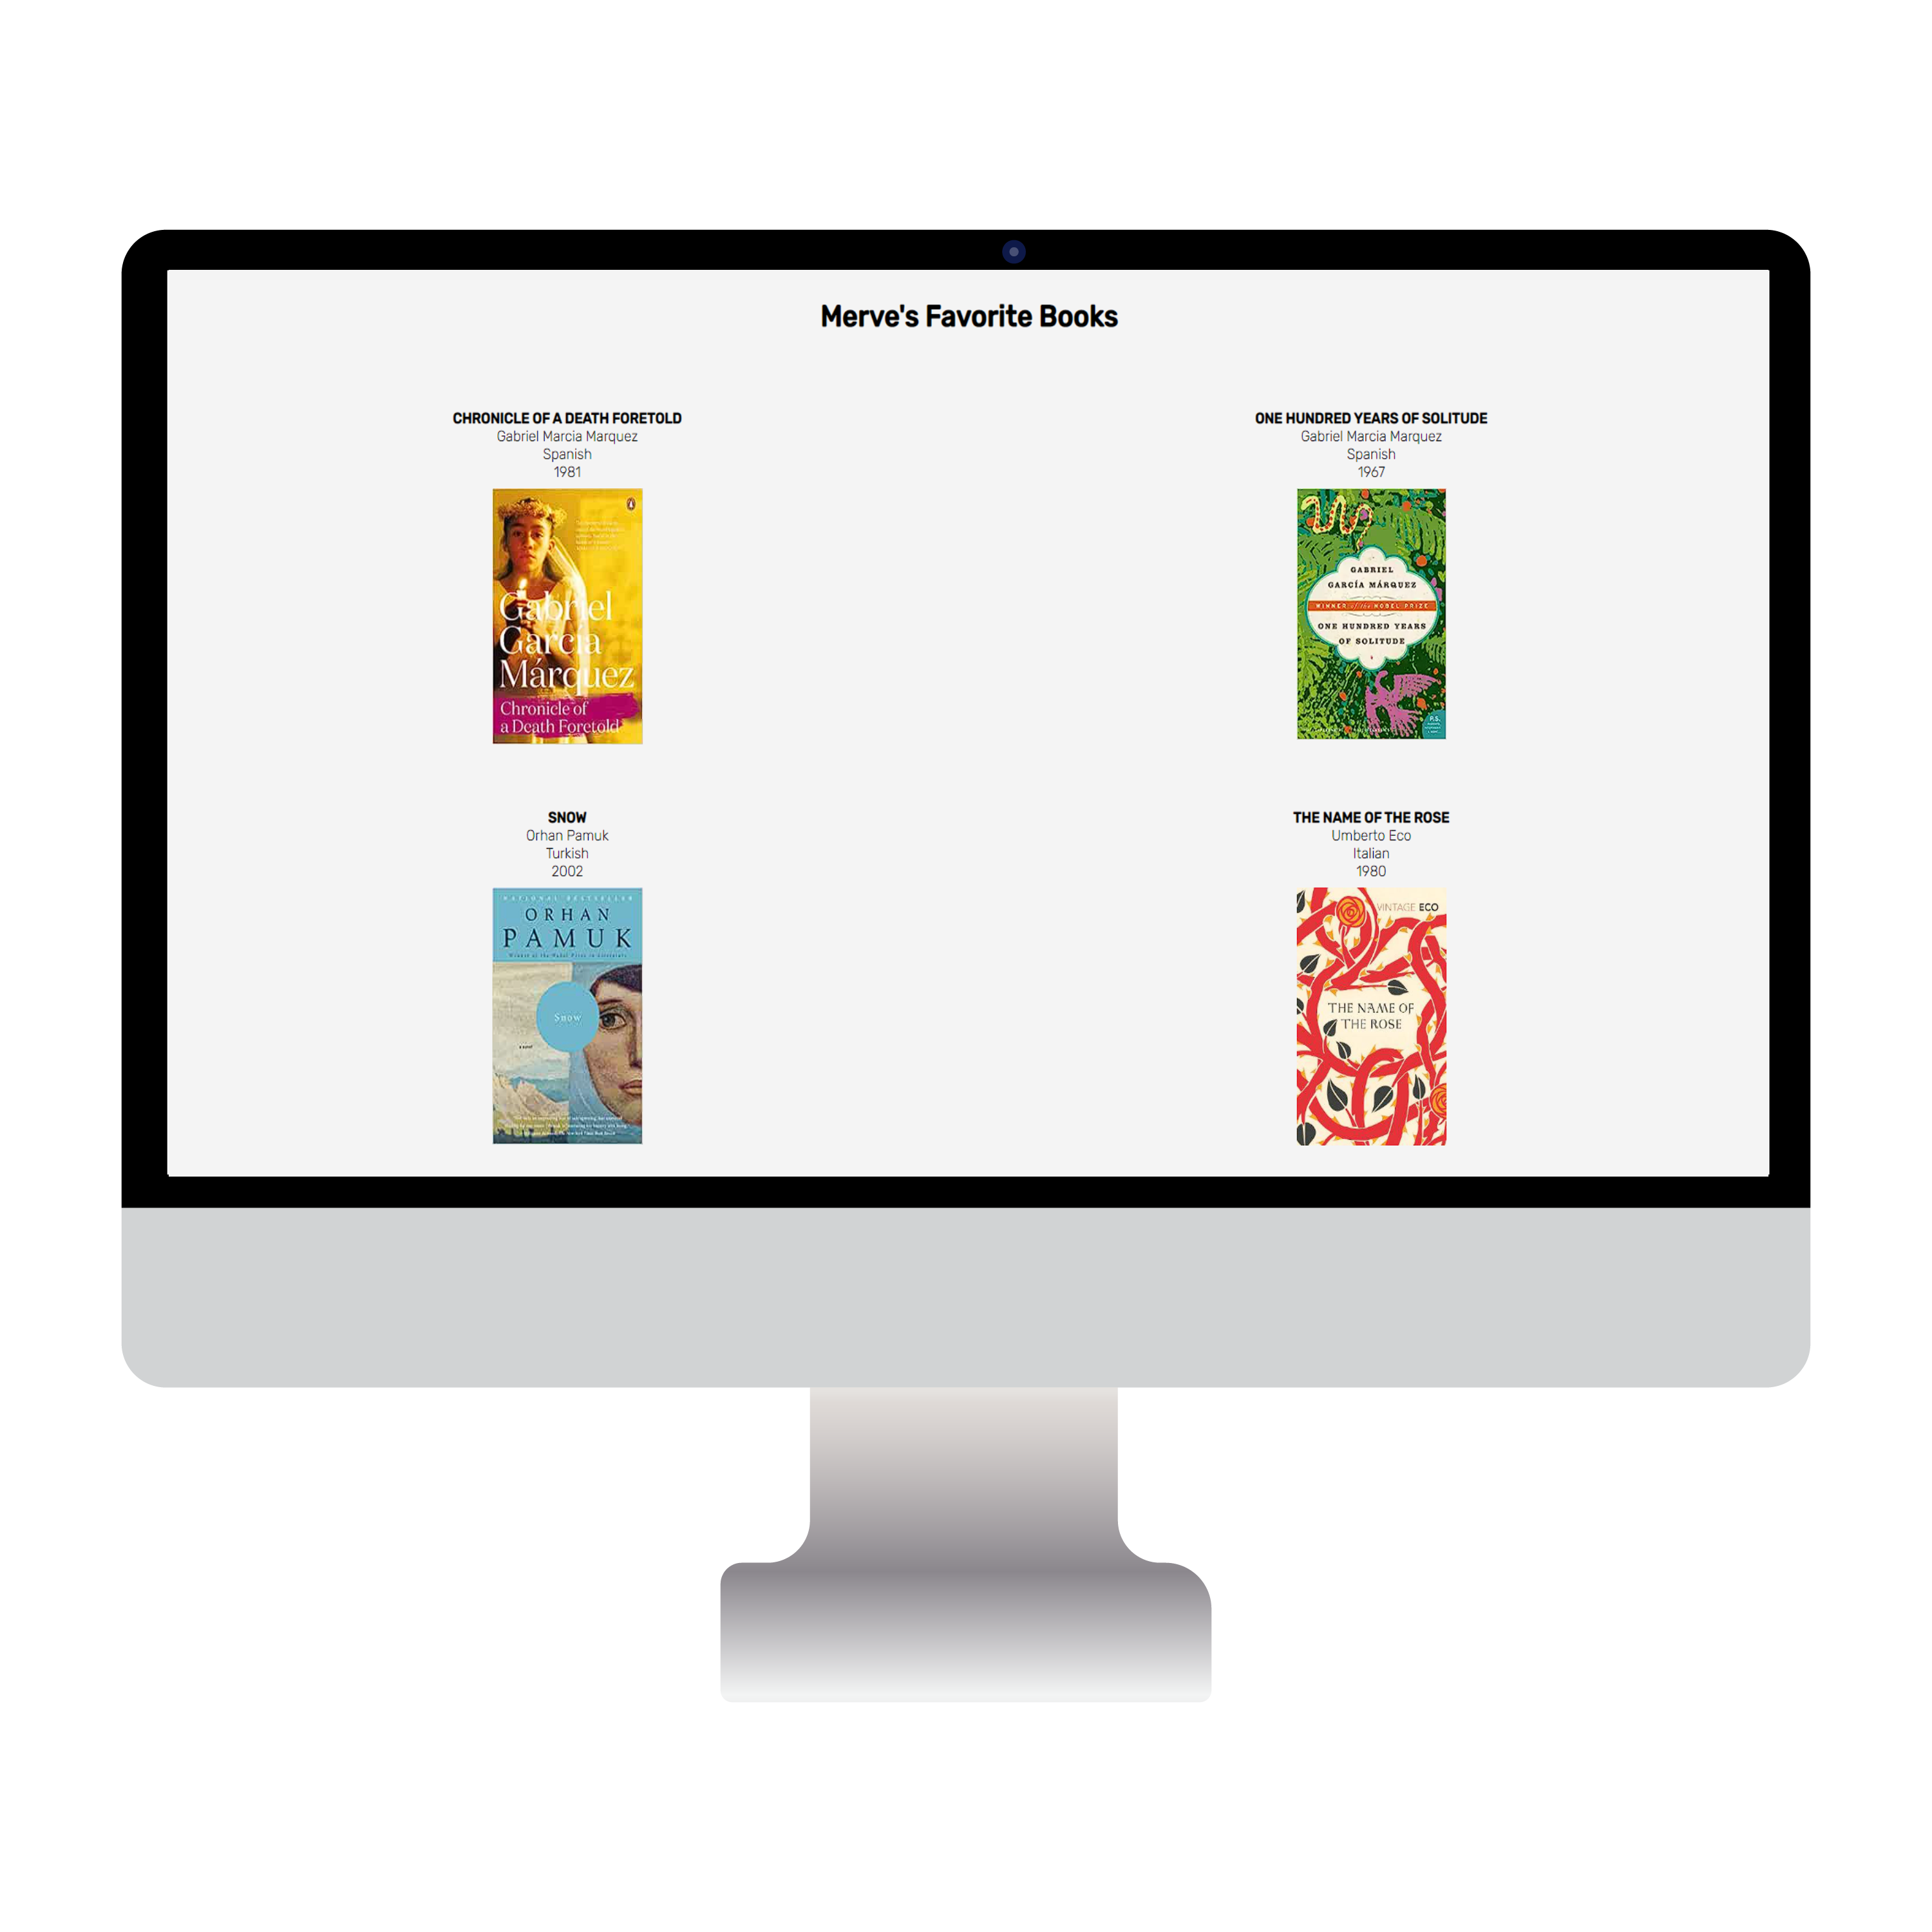 Merve's Favorite Books
CHRONICLE OF A DEATH FORETOLD
Gabriel Marcia Marquez
Spanish
1981
Gabriel
García
Márquez
Chronicle of
a Death Foretold
ONE HUNDRED YEARS OF SOLITUDE
Gabriel Marcia Marquez
Spanish
1967
GABRIEL
GARCÍA MÁRQUEZ
WINNER of the NOBEL PRIZE
ONE HUNDRED YEARS
OF SOLITUDE
P.S.
SNOW
Orhan Pamuk
Turkish
2002
NATIONAL BESTSELLER
ORHAN
PAMUK
Winner of the Nobel Prize in Literature
Snow
a novel
THE NAME OF THE ROSE
Umberto Eco
Italian
1980
VINTAGE ECO
THE NAME OF
THE ROSE